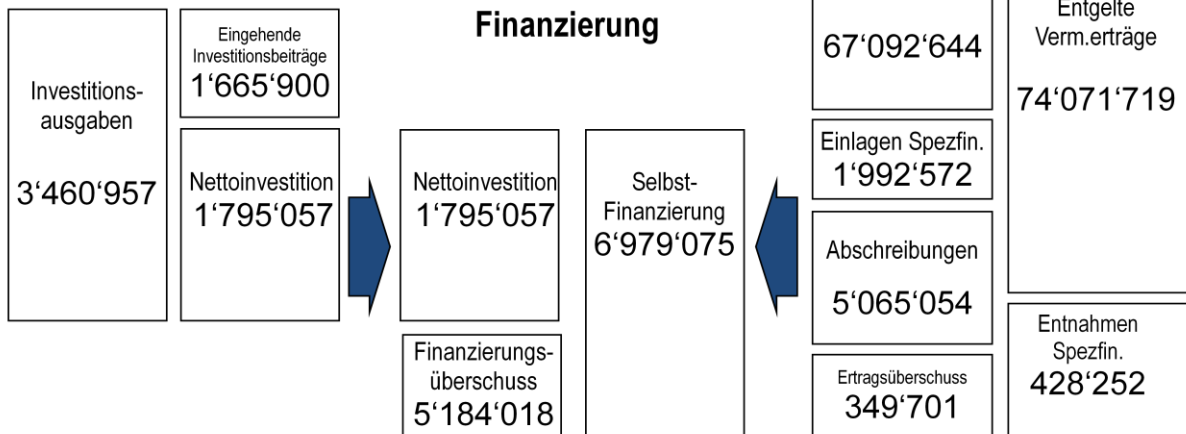 Finanzierung
Investitions-
ausgaben
3‘460‘957
Eingehende
Investitionsbeiträge
1‘665‘900
Nettoinvestition
1‘795‘057
Nettoinvestition
1‘795‘057
Finanzierungs-
überschuss
5‘184‘018
Selbst-
Finanzierung
6‘979‘075
67‘092‘644
Einlagen Spezfin.
1‘992‘572
Abschreibungen
5‘065‘054
Ertragsüberschuss
349‘701
Entgelte
Verm.erträge
74‘071‘719
Entnahmen
Spezfin.
428‘252